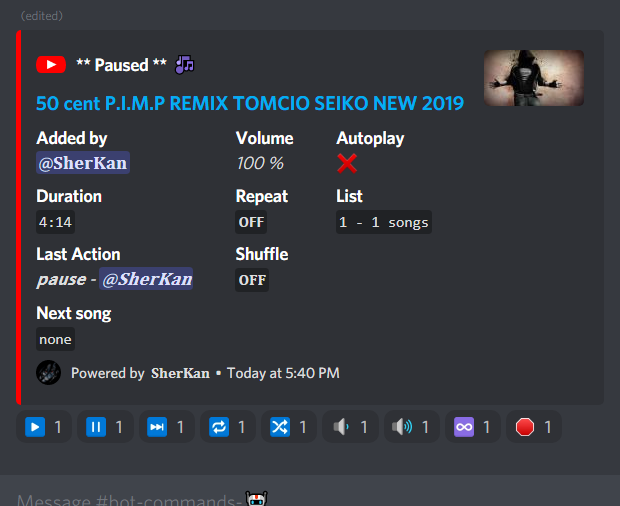 (edited)
** Paused **
50 cent P.I.M.P REMIX TOMCIO SEIKO NEW 2019
Added by Volume Autoplay
@SherKan 100 %
Duration Repeat List
4:14 OFF 1 - 1 songs
Last Action Shuffle
pause - @SherKan OFF
Next song
none
Powered by SherKan • Today at 5:40 PM
1 1 1 1 1 1 1 1 1
Message #bot-commands-